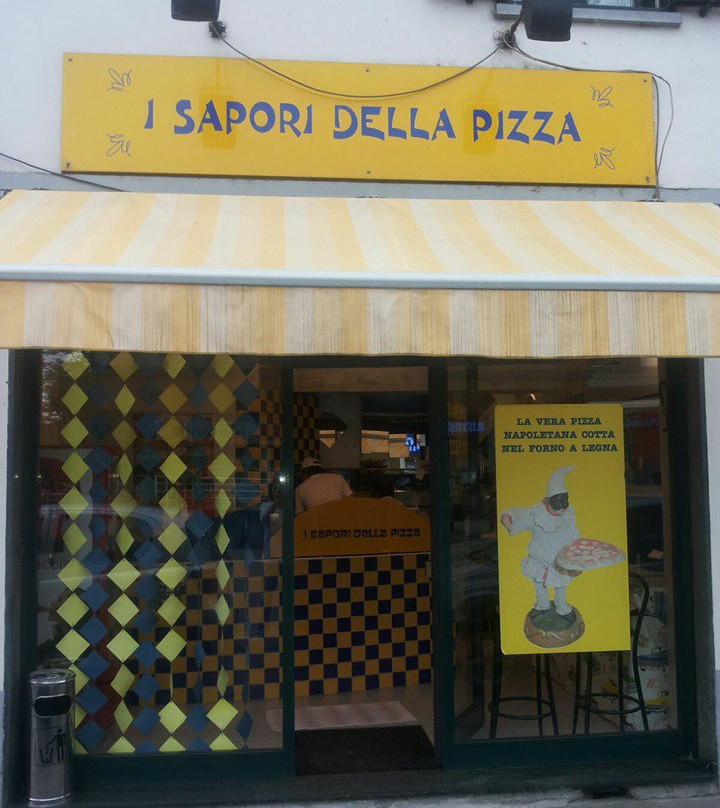 I SAPORI DELLA PIZZA
LA VERA PIZZA
NAPOLETANA COTTA
NEL FORNO A LEGNA
I SAPORI DELLA PIZZA